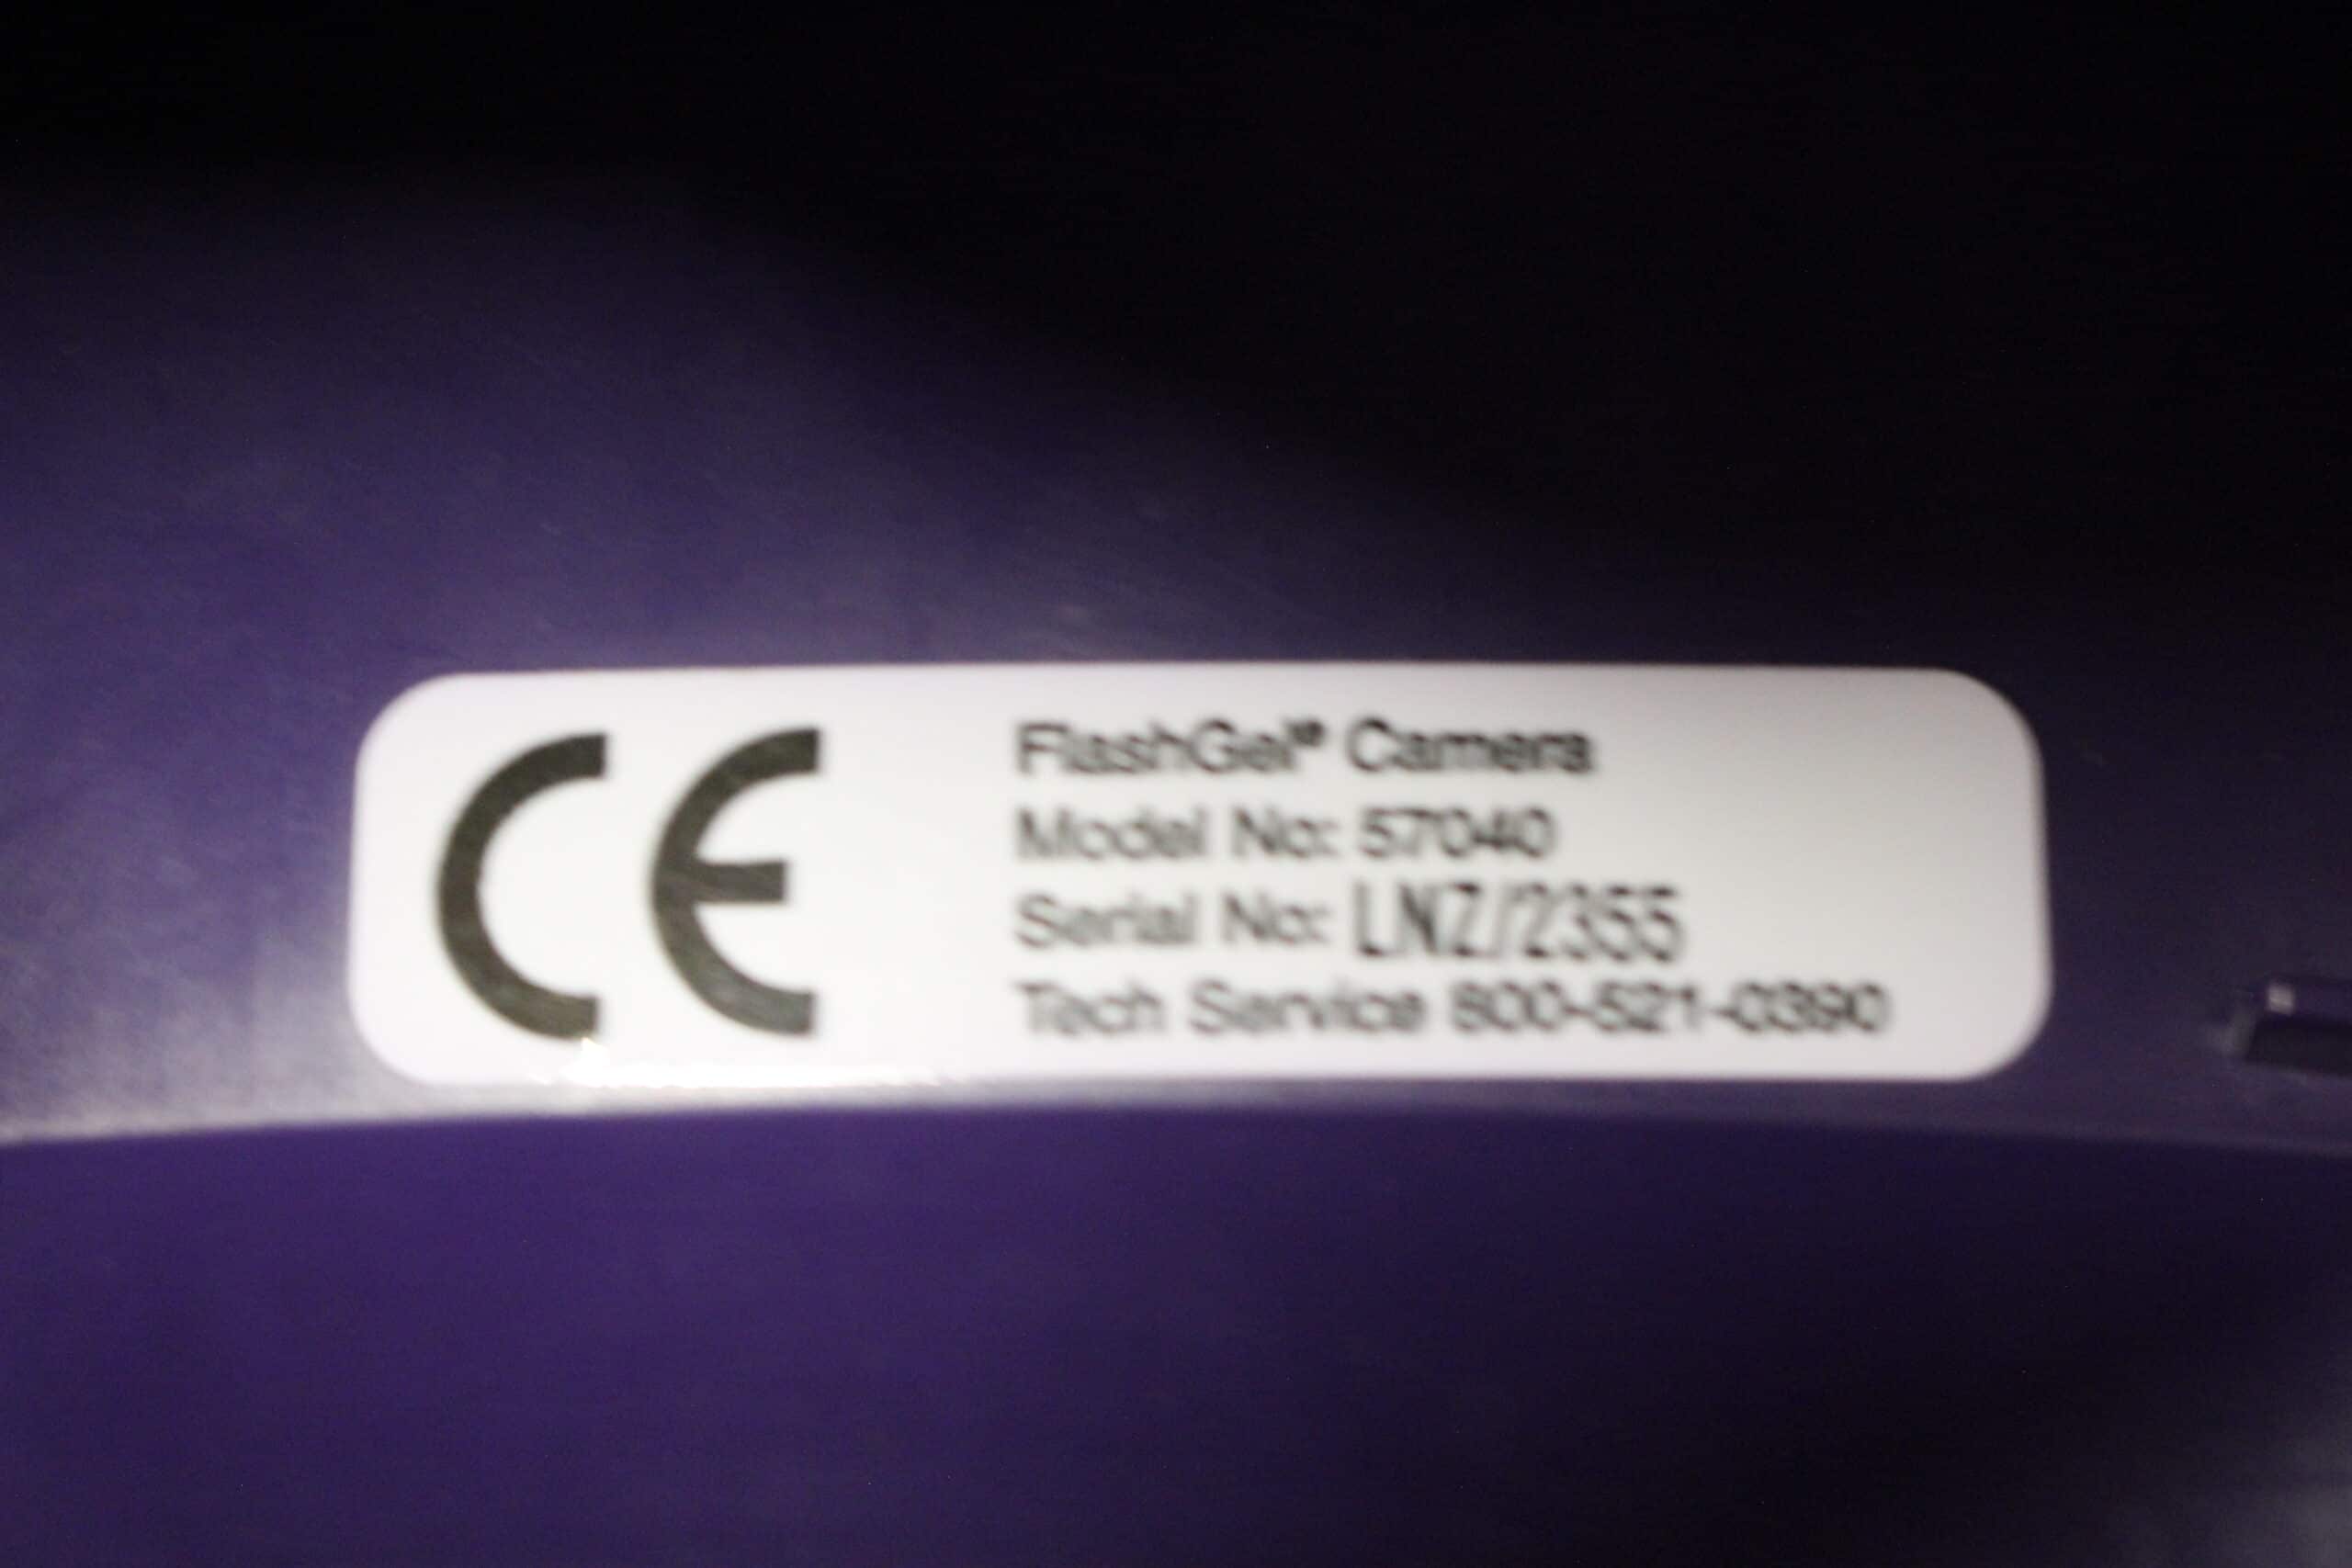 CE
FlashGel® Camera
Model No: 57040
Serial No: LNZ/2355
Tech Service 800-521-0390